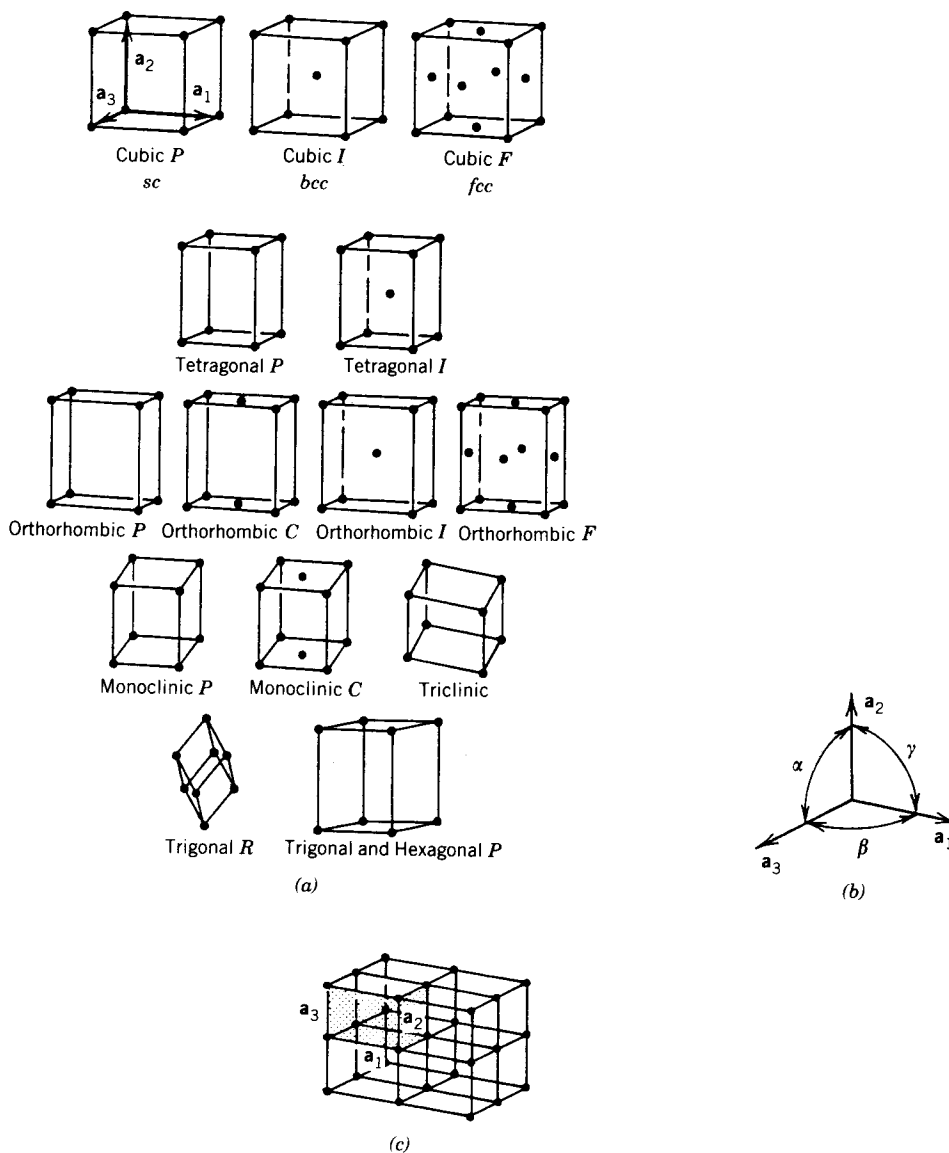 a₂
a₃ a₁
Cubic P Cubic I Cubic F
sc bcc fcc
Tetragonal P Tetragonal I
Orthorhombic P Orthorhombic C Orthorhombic I Orthorhombic F
Monoclinic P Monoclinic C Triclinic
Trigonal R Trigonal and Hexagonal P
(a)
a₂
α γ
a₃ β a₁
(b)
a₃ a₂
a₁
(c)